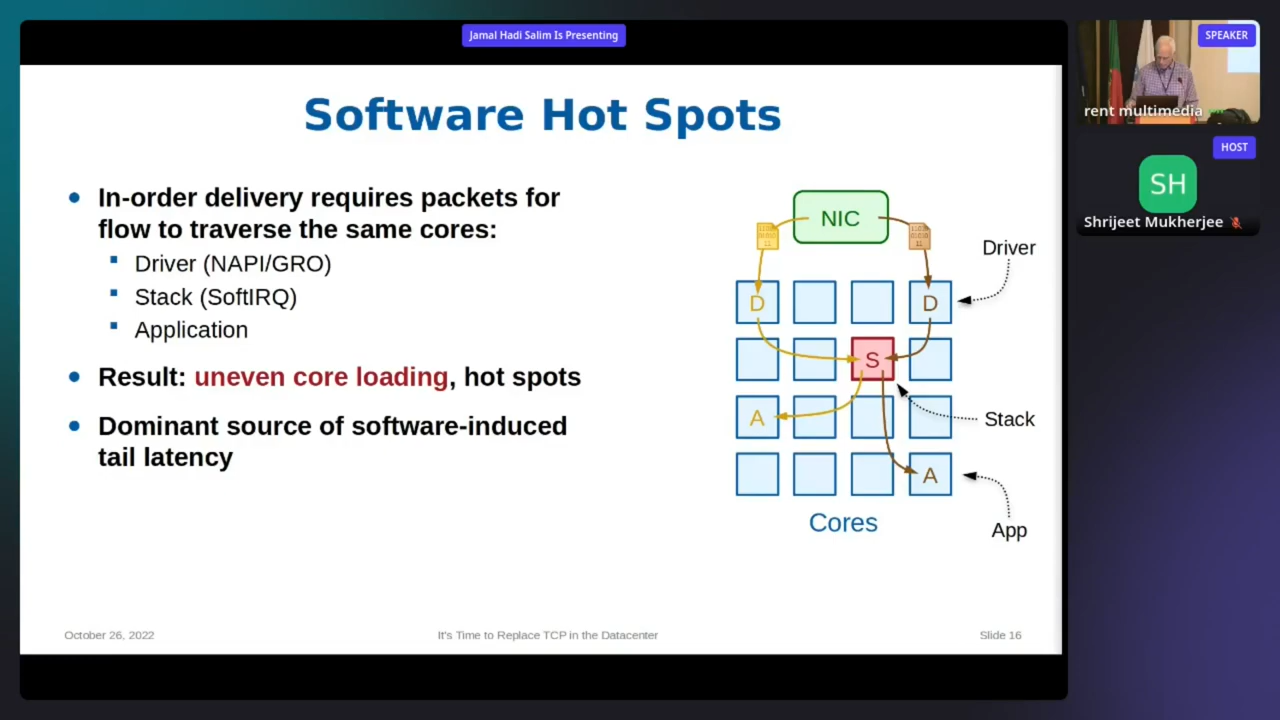 Jamal Hadi Salim Is Presenting
SPEAKER
rent multimedia
HOST
SH
Shrijeet Mukherjee
Software Hot Spots
In-order delivery requires packets for
flow to traverse the same cores:
Driver (NAPI/GRO)
Stack (SoftIRQ)
Application
Result: uneven core loading, hot spots
Dominant source of software-induced
tail latency
NIC
Driver
D
D
S
Stack
A
A
App
Cores
October 26, 2022
It's Time to Replace TCP in the Datacenter
Slide 16